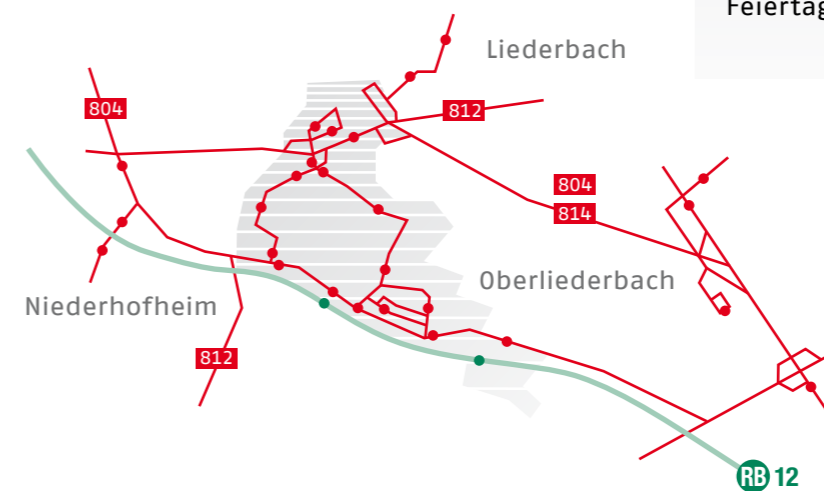 Feiertag
Liederbach
804
812
804
814
Oberliederbach
Niederhofheim
812
RB 12